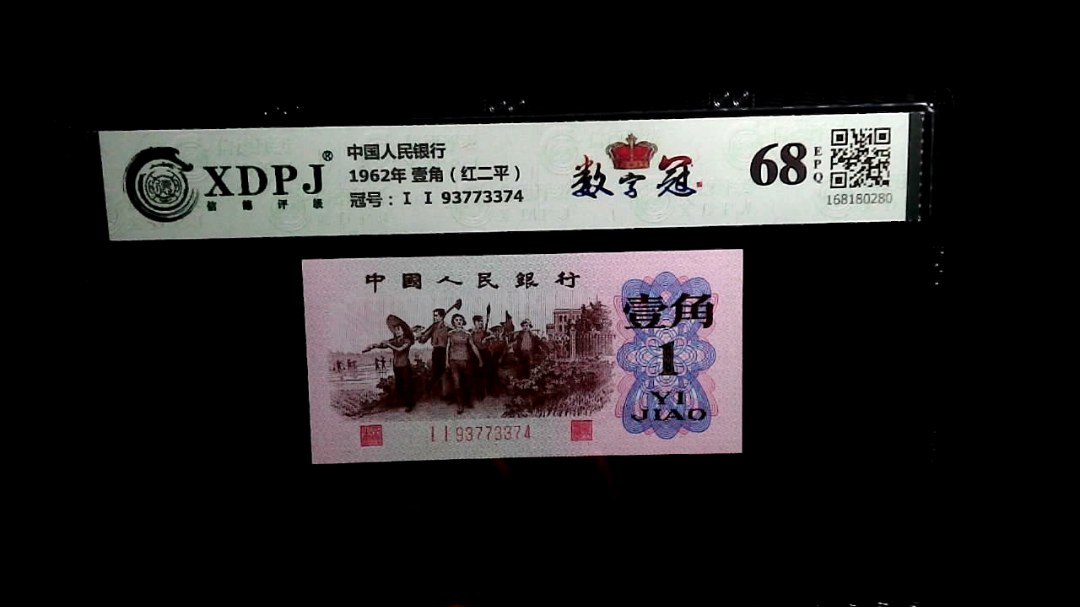 XDPJ®
信德评级
中国人民银行
1962年 壹角（红二平）
冠号：I I 93773374
数字冠
68
EPQ
168180280
中國人民銀行
壹角
1
YI
JIAO
I I 93773374